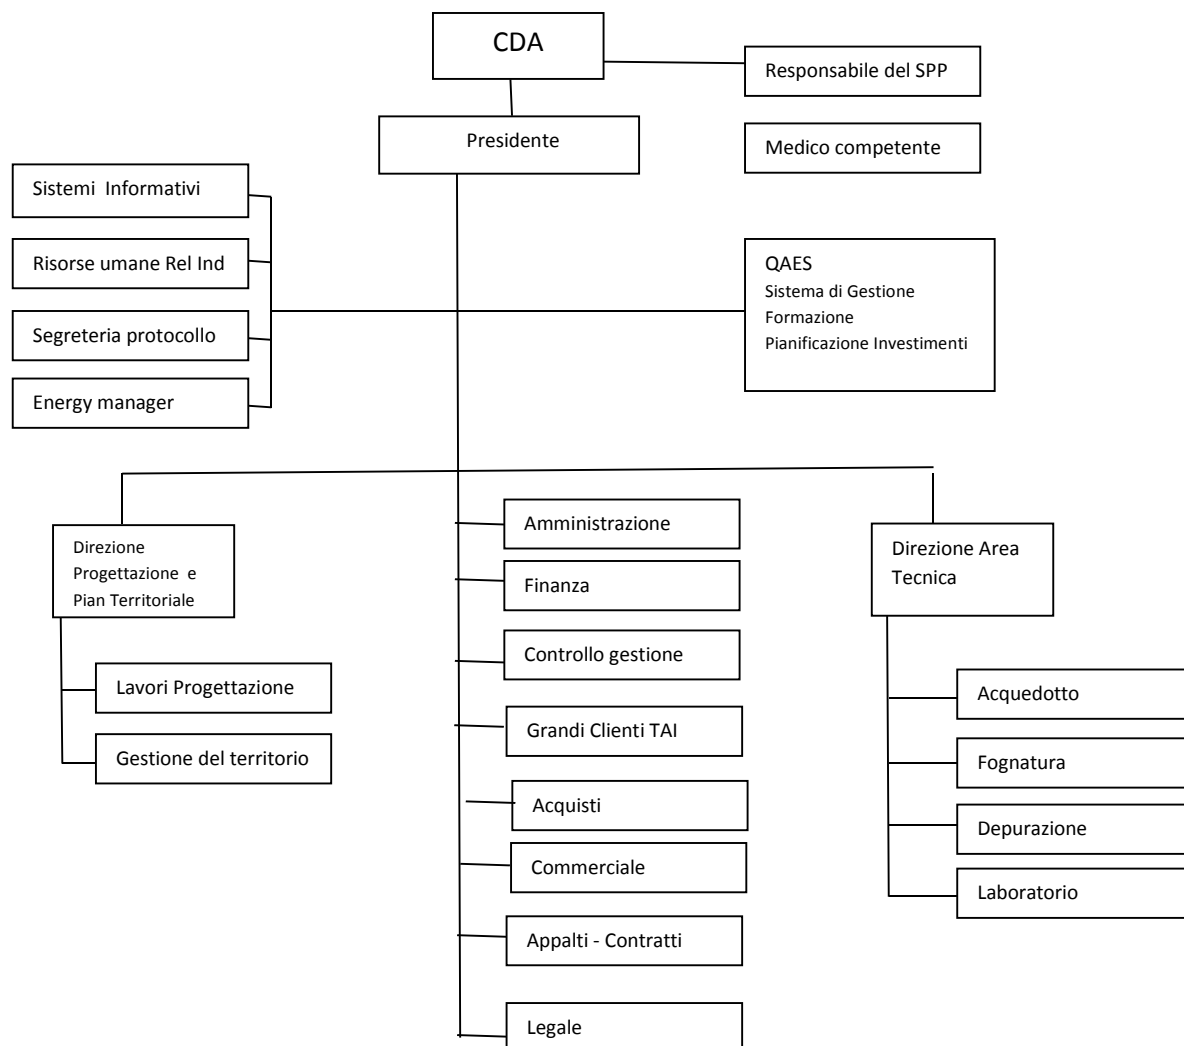 CDA
Responsabile del SPP
Presidente
Medico competente
Sistemi Informativi
Risorse umane Rel Ind
Segreteria protocollo
Energy manager
QAES
Sistema di Gestione
Formazione
Pianificazione Investimenti
Direzione
Progettazione e
Pian Territoriale
Lavori Progettazione
Gestione del territorio
Amministrazione
Finanza
Controllo gestione
Grandi Clienti TAI
Acquisti
Commerciale
Appalti - Contratti
Legale
Direzione Area
Tecnica
Acquedotto
Fognatura
Depurazione
Laboratorio